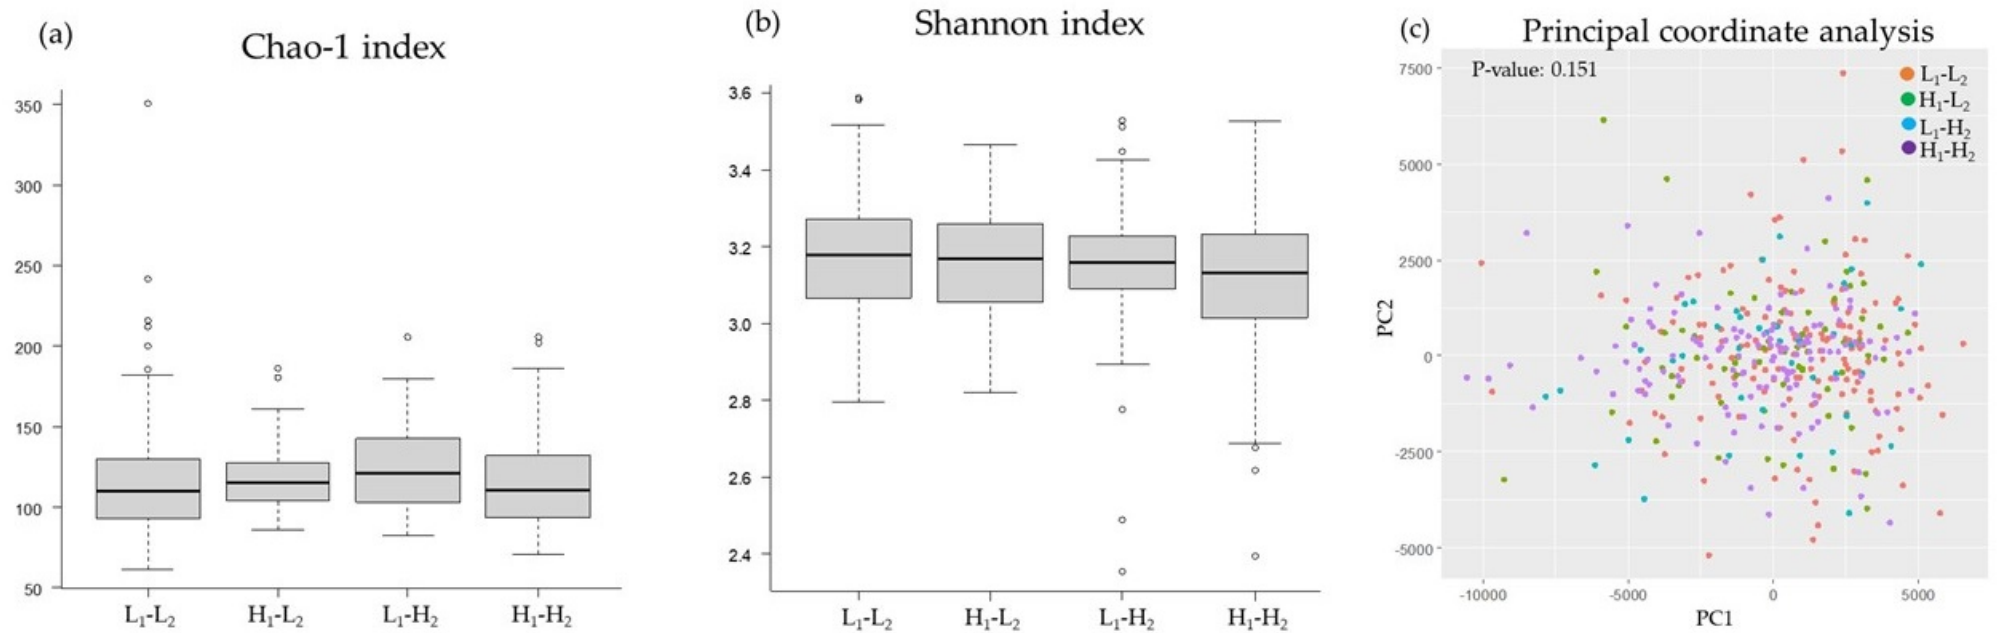 (a)
Chao-1 index
350
300
250
200
150
100
50
L₁-L₂ H₁-L₂ L₁-H₂ H₁-H₂
(b)
Shannon index
3.6
3.4
3.2
3.0
2.8
2.6
2.4
L₁-L₂ H₁-L₂ L₁-H₂ H₁-H₂
(c)
Principal coordinate analysis
P-value: 0.151
L₁-L₂
H₁-L₂
L₁-H₂
H₁-H₂
PC2
7500
5000
2500
0
-2500
-5000
-10000 -5000 0 5000
PC1